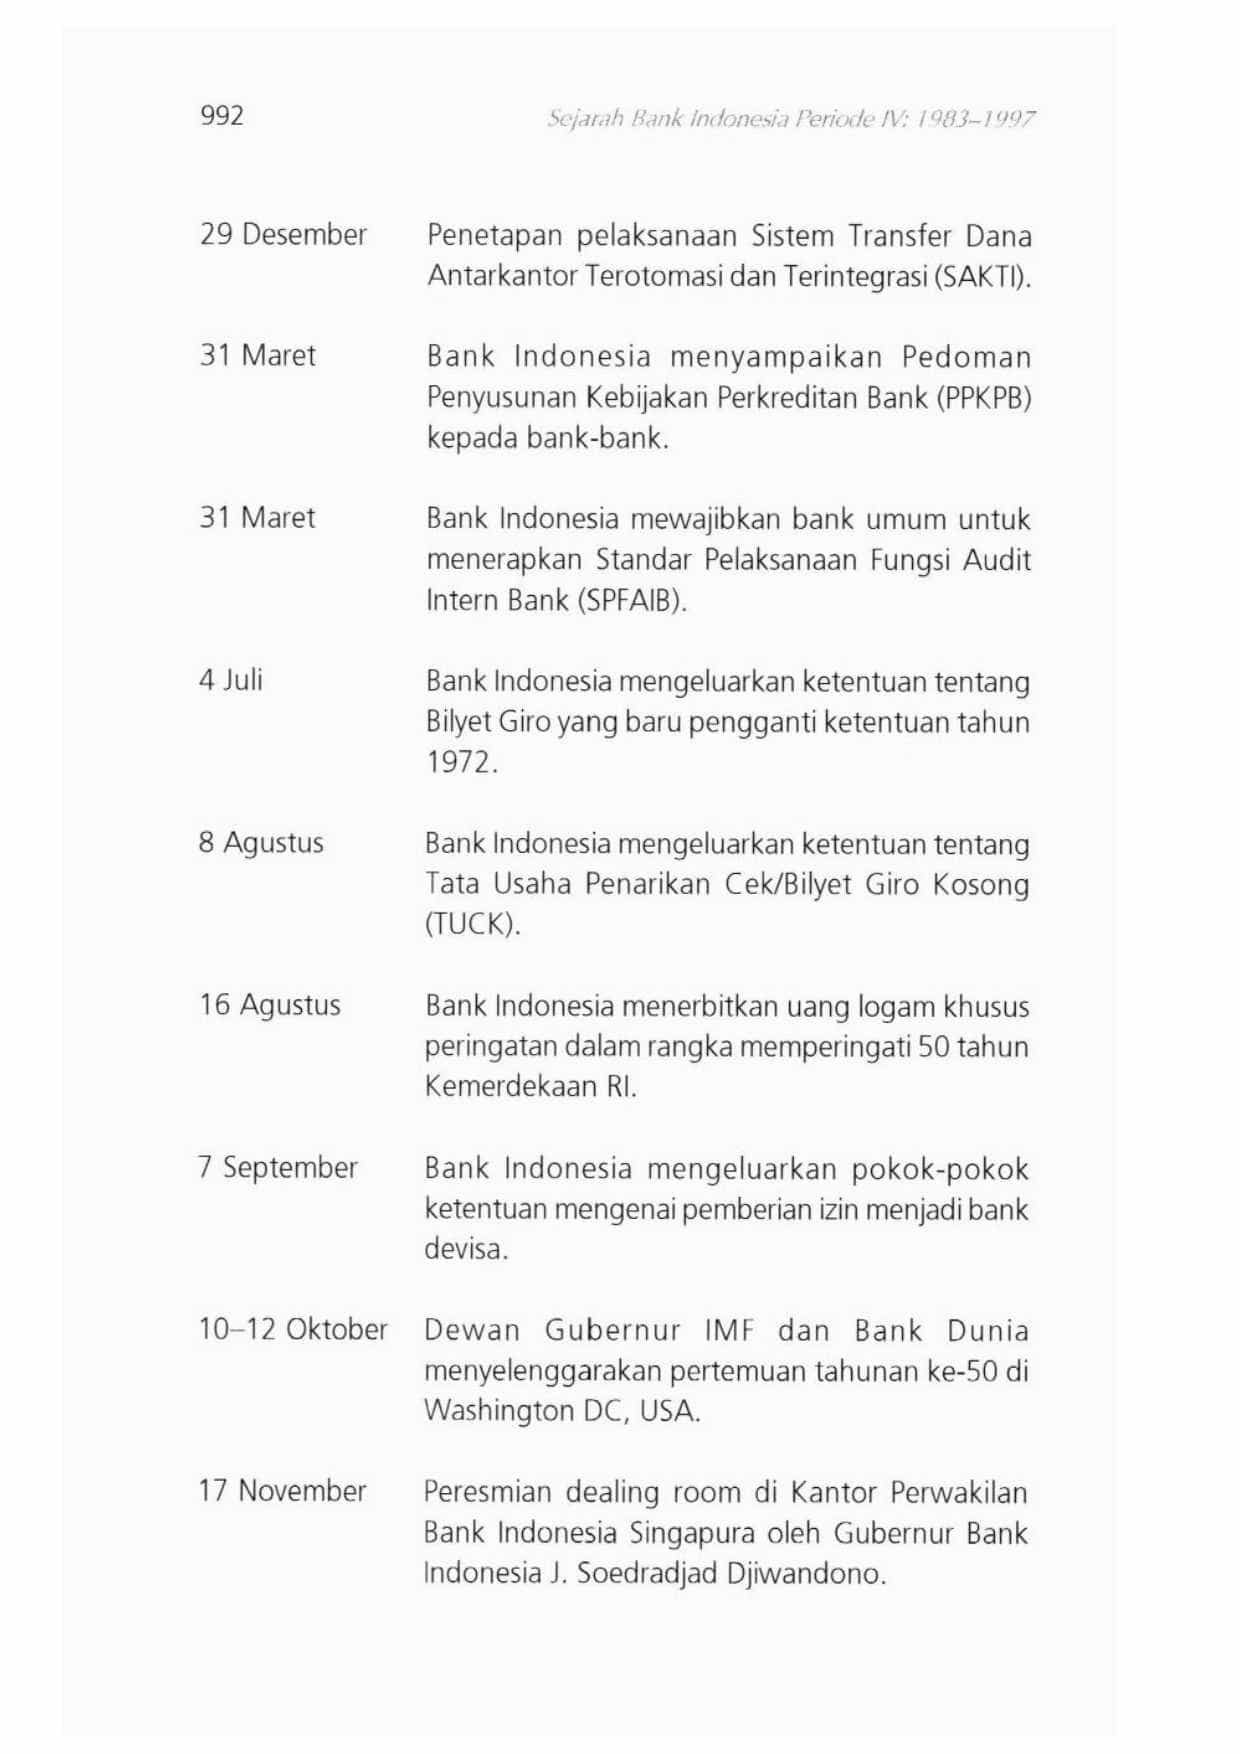 992 Sejarah Bank Indonesia Periode IV: 1983–1997
29 Desember Penetapan pelaksanaan Sistem Transfer Dana
Antarkantor Terotomasi dan Terintegrasi (SAKTI).
31 Maret Bank Indonesia menyampaikan Pedoman
Penyusunan Kebijakan Perkreditan Bank (PPKPB)
kepada bank-bank.
31 Maret Bank Indonesia mewajibkan bank umum untuk
menerapkan Standar Pelaksanaan Fungsi Audit
Intern Bank (SPFAIB).
4 Juli Bank Indonesia mengeluarkan ketentuan tentang
Bilyet Giro yang baru pengganti ketentuan tahun
1972.
8 Agustus Bank Indonesia mengeluarkan ketentuan tentang
Tata Usaha Penarikan Cek/Bilyet Giro Kosong
(TUCK).
16 Agustus Bank Indonesia menerbitkan uang logam khusus
peringatan dalam rangka memperingati 50 tahun
Kemerdekaan RI.
7 September Bank Indonesia mengeluarkan pokok-pokok
ketentuan mengenai pemberian izin menjadi bank
devisa.
10–12 Oktober Dewan Gubernur IMF dan Bank Dunia
menyelenggarakan pertemuan tahunan ke-50 di
Washington DC, USA.
17 November Peresmian dealing room di Kantor Perwakilan
Bank Indonesia Singapura oleh Gubernur Bank
Indonesia J. Soedradjad Djiwandono.